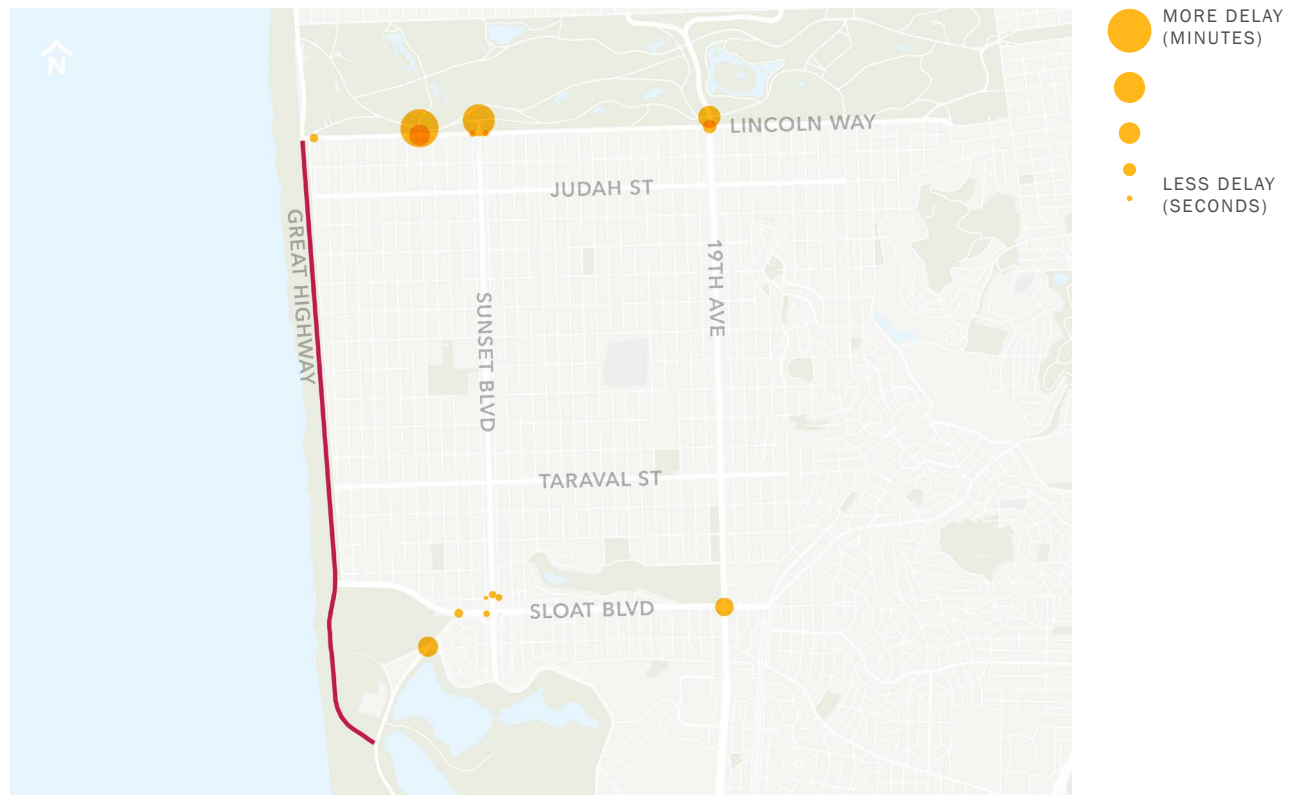 N
MORE DELAY
(MINUTES)
LESS DELAY
(SECONDS)
LINCOLN WAY
JUDAH ST
GREAT HIGHWAY
SUNSET BLVD
19TH AVE
TARAVAL ST
SLOAT BLVD